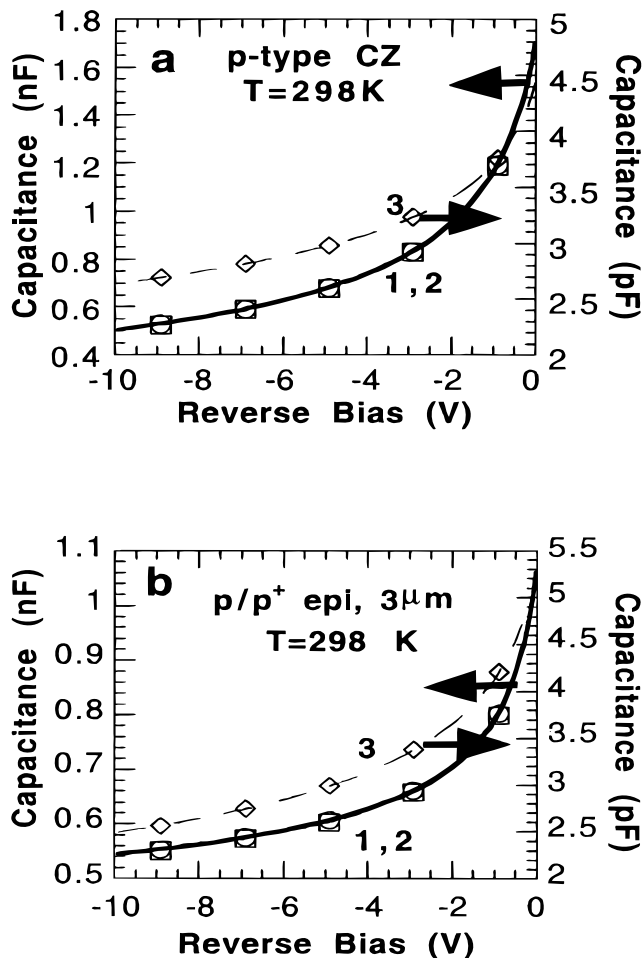 a
p-type CZ
T=298K
Capacitance (nF)
1.8
1.6
1.4
1.2
1
0.8
0.6
0.4
Capacitance (pF)
5
4.5
4
3.5
3
2.5
2
3
1,2
-10 -8 -6 -4 -2 0
Reverse Bias (V)
b
p/p+ epi, 3μm
T=298 K
Capacitance (nF)
1.1
1
0.9
0.8
0.7
0.6
0.5
Capacitance (pF)
5.5
5
4.5
4
3.5
3
2.5
2
3
1,2
-10 -8 -6 -4 -2 0
Reverse Bias (V)